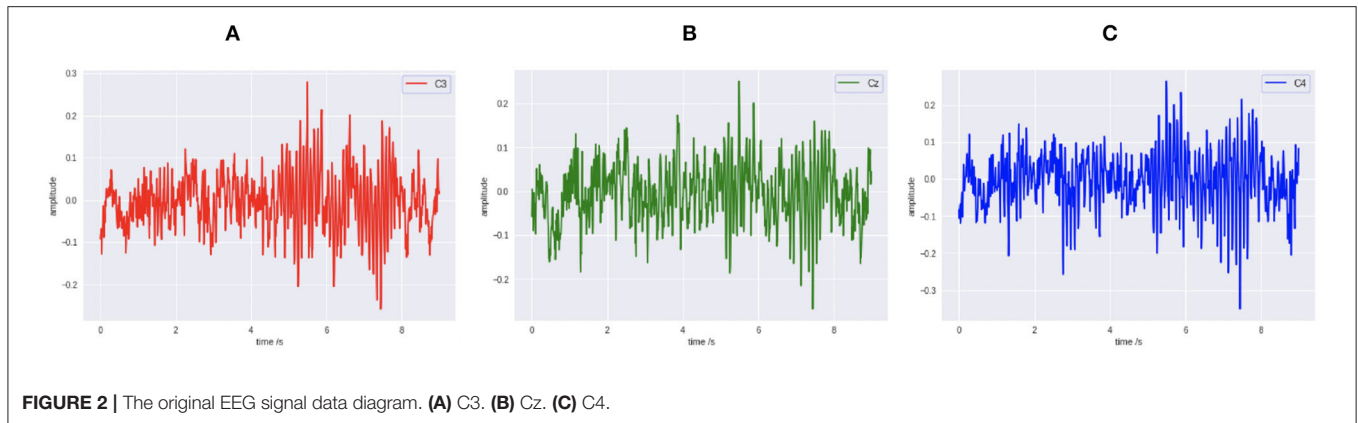 A
B
C
C3
Cz
C4
amplitude
0.3
0.2
0.1
0.0
−0.1
−0.2
0 2 4 6 8
time /s
amplitude
0.2
0.1
0.0
−0.1
−0.2
0 2 4 6 8
time /s
amplitude
0.2
0.1
0.0
−0.1
−0.2
−0.3
0 2 4 6 8
time /s
FIGURE 2 | The original EEG signal data diagram. (A) C3. (B) Cz. (C) C4.